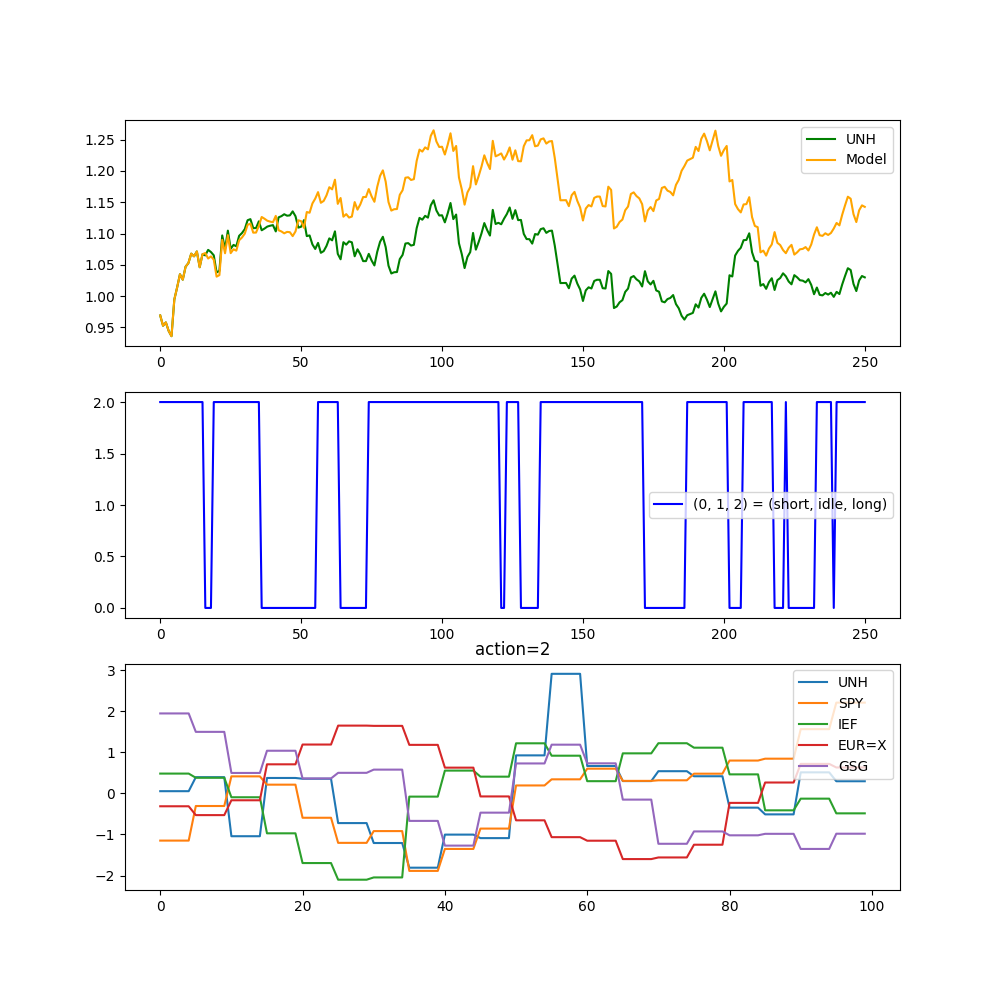 1.25
1.20
1.15
1.10
1.05
1.00
0.95
UNH
Model
0 50 100 150 200 250
2.0
1.5
1.0
0.5
0.0
(0, 1, 2) = (short, idle, long)
0 50 100 150 200 250
action=2
3
2
1
0
−1
−2
UNH
SPY
IEF
EUR=X
GSG
0 20 40 60 80 100